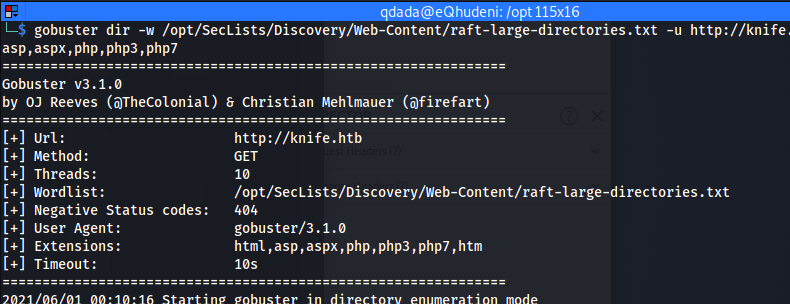 qdada@eQhudeni: /opt 115x16
└─$ gobuster dir -w /opt/SecLists/Discovery/Web-Content/raft-large-directories.txt -u http://knife.
asp,aspx,php,php3,php7
===============================================================
Gobuster v3.1.0
by OJ Reeves (@TheColonial) & Christian Mehlmauer (@firefart)
===============================================================
[+] Url:                     http://knife.htb
[+] Method:                  GET
[+] Threads:                 10
[+] Wordlist:                /opt/SecLists/Discovery/Web-Content/raft-large-directories.txt
[+] Negative Status codes:   404
[+] User Agent:              gobuster/3.1.0
[+] Extensions:              html,asp,aspx,php,php3,php7,htm
[+] Timeout:                 10s
===============================================================
2021/06/01 00:10:16 Starting gobuster in directory enumeration mode